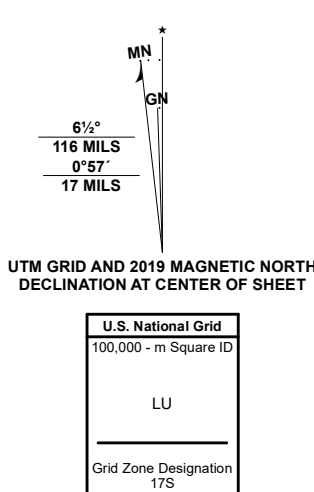 ★
MN
GN
6½°
116 MILS
0°57´
17 MILS
UTM GRID AND 2019 MAGNETIC NORTH
DECLINATION AT CENTER OF SHEET
U.S. National Grid
100,000 - m Square ID
LU
Grid Zone Designation
17S